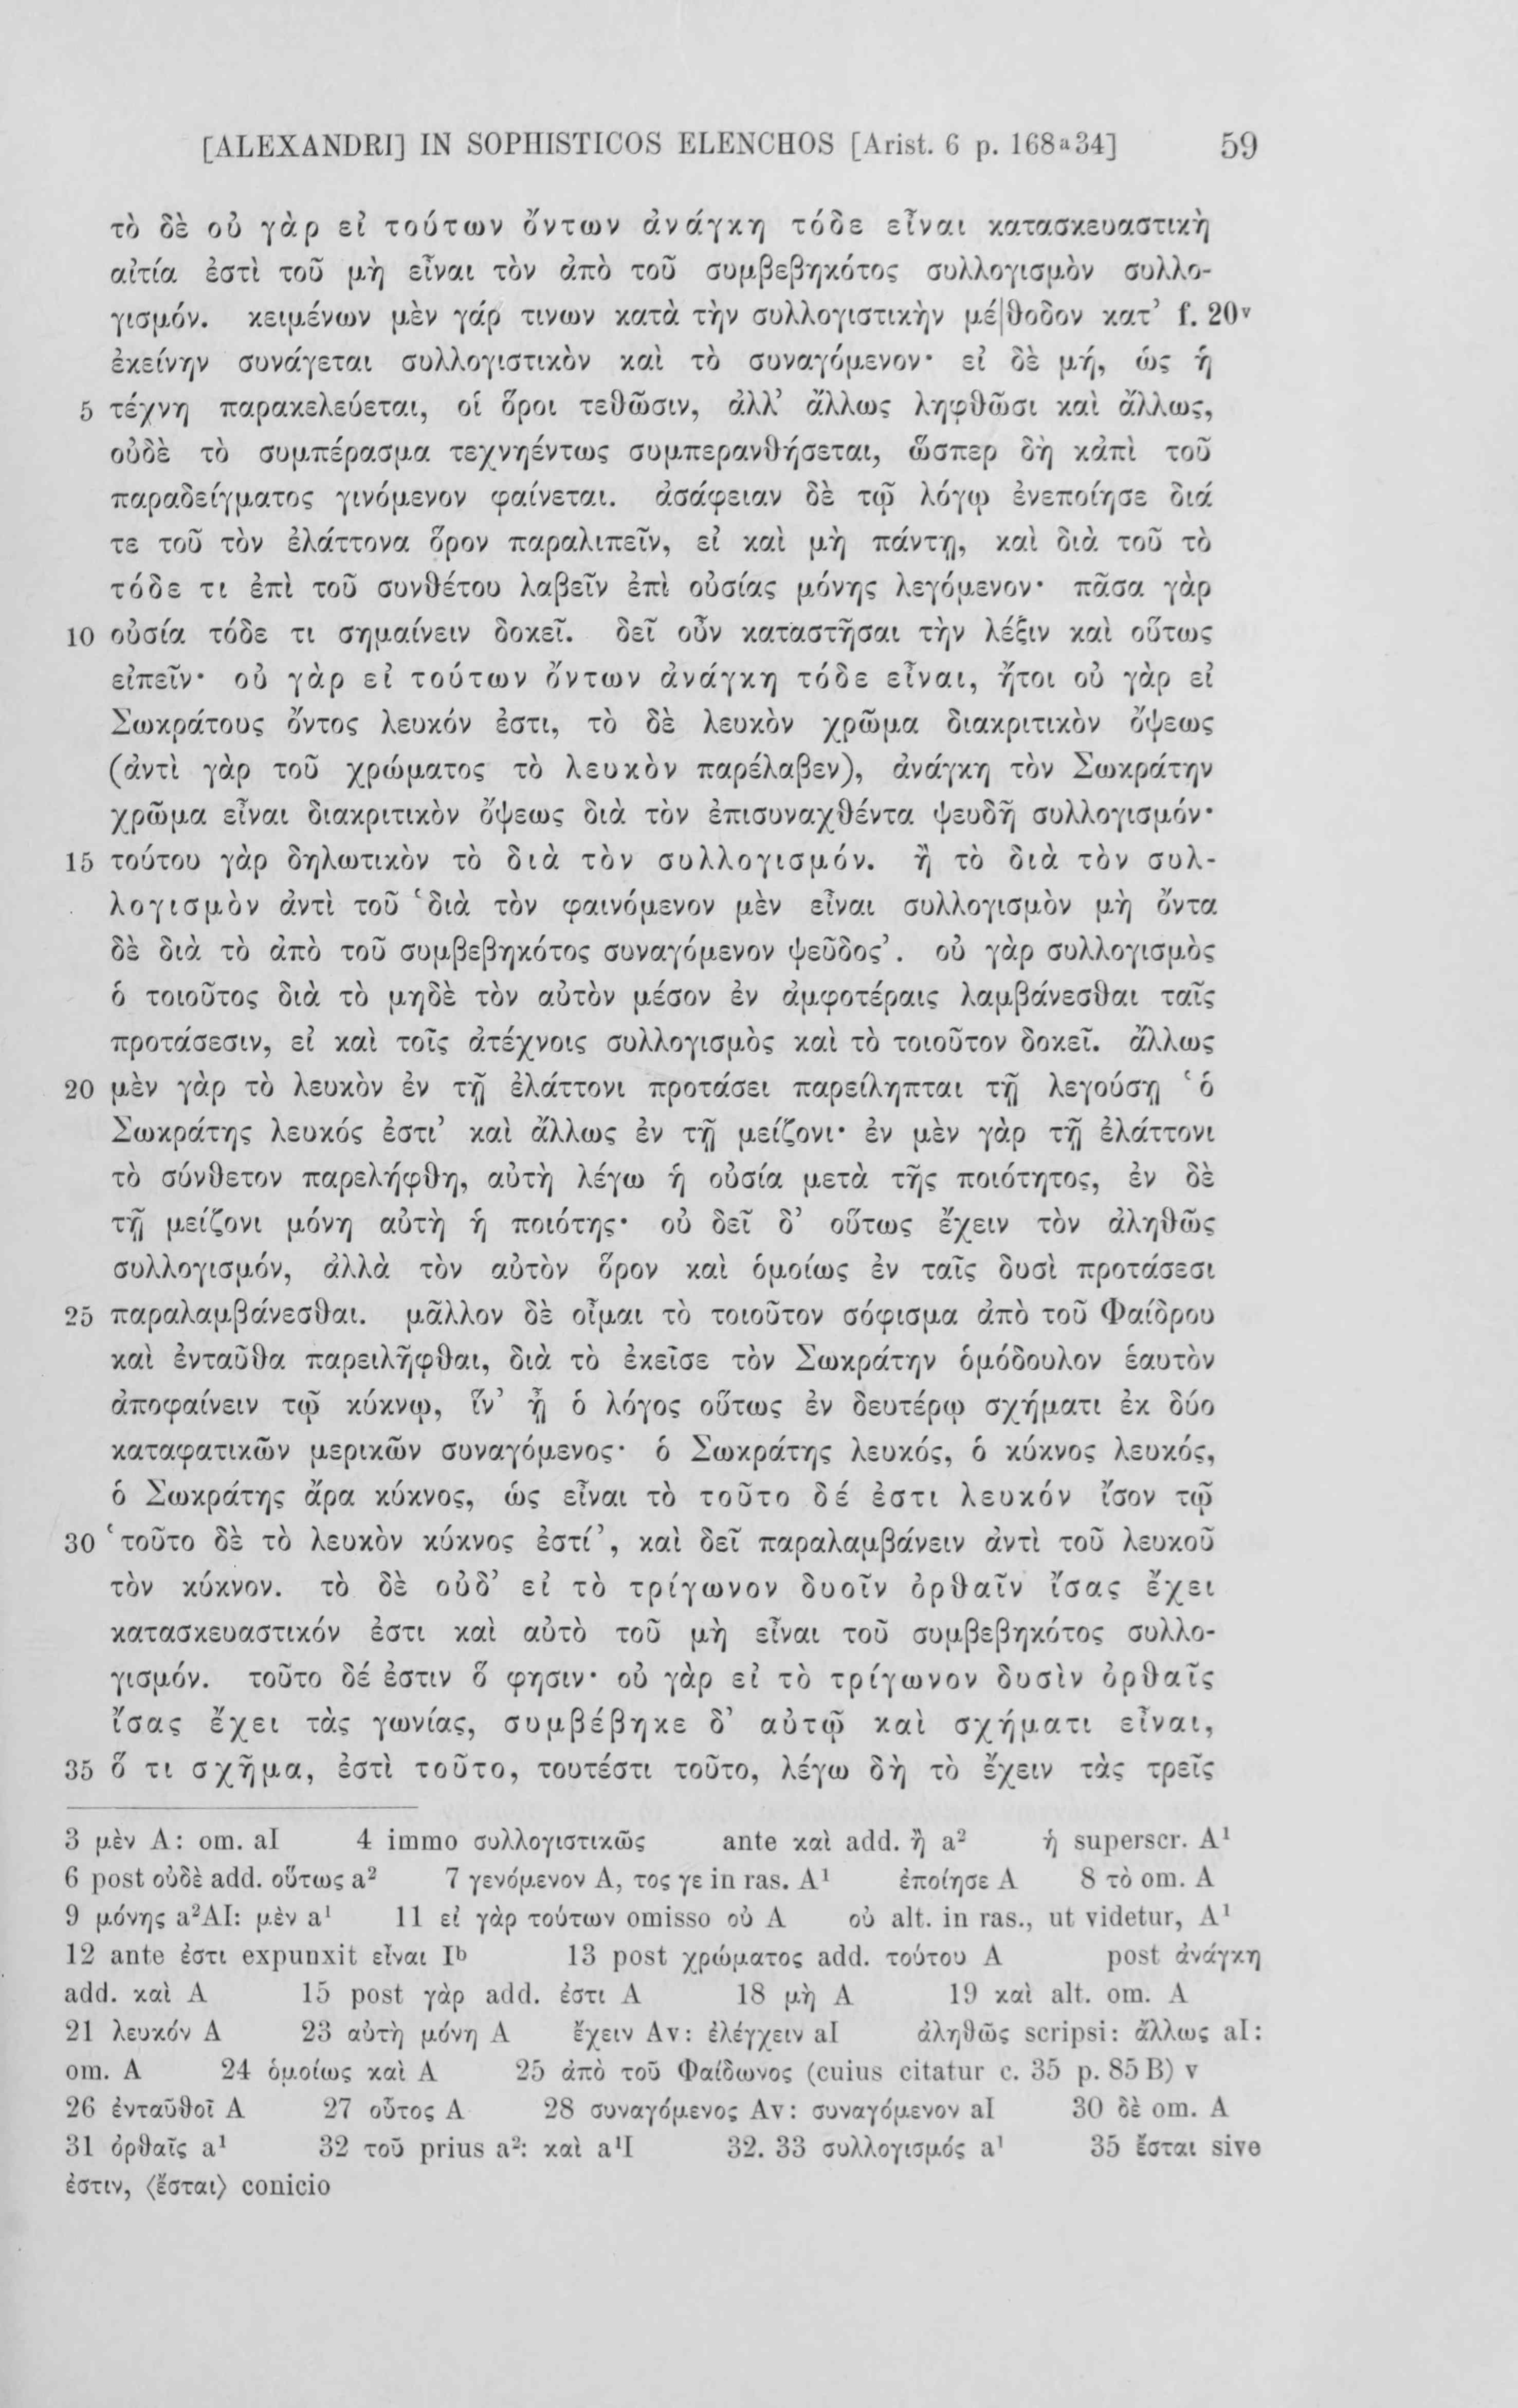 [ALEXANDRI] IN SOPHISTICOS ELENCHOS [Arist. 6 p. 168a34] 59
τὸ δὲ οὐ γὰρ εἰ τούτων ὄντων ἀνάγκη τόδε εἶναι κατασκευαστικὴ
αἰτία ἐστὶ τοῦ μὴ εἶναι τὸν ἀπὸ τοῦ συμβεβηκότος συλλογισμὸν συλλο-
γισμόν. κειμένων μὲν γάρ τινων κατὰ τὴν συλλογιστικὴν μέ|θοδον κατ’ f. 20v
ἐκείνην συνάγεται συλλογιστικὸν καὶ τὸ συναγόμενον· εἰ δὲ μή, ὡς ἡ
5 τέχνη παρακελεύεται, οἱ ὅροι τεθῶσιν, ἀλλ’ ἄλλως ληφθῶσι καὶ ἄλλως,
οὐδὲ τὸ συμπέρασμα τεχνηέντως συμπερανθήσεται, ὥσπερ δὴ κἀπὶ τοῦ
παραδείγματος γινόμενον φαίνεται. ἀσάφειαν δὲ τῷ λόγῳ ἐνεποίησε διά
τε τοῦ τὸν ἐλάττονα ὅρον παραλιπεῖν, εἰ καὶ μὴ πάντῃ, καὶ διὰ τοῦ τὸ
τόδε τι ἐπὶ τοῦ συνθέτου λαβεῖν ἐπὶ οὐσίας μόνης λεγόμενον· πᾶσα γὰρ
10 οὐσία τόδε τι σημαίνειν δοκεῖ. δεῖ οὖν καταστῆσαι τὴν λέξιν καὶ οὕτως
εἰπεῖν· οὐ γὰρ εἰ τούτων ὄντων ἀνάγκη τόδε εἶναι, ἤτοι οὐ γὰρ εἰ
Σωκράτους ὄντος λευκόν ἐστι, τὸ δὲ λευκὸν χρῶμα διακριτικὸν ὄψεως
(ἀντὶ γὰρ τοῦ χρώματος τὸ λευκὸν παρέλαβεν), ἀνάγκη τὸν Σωκράτην
χρῶμα εἶναι διακριτικὸν ὄψεως διὰ τὸν ἐπισυναχθέντα ψευδῆ συλλογισμόν·
15 τούτου γὰρ δηλωτικὸν τὸ διὰ τὸν συλλογισμόν. ἢ τὸ διὰ τὸν συλ-
λογισμὸν ἀντὶ τοῦ ‘διὰ τὸν φαινόμενον μὲν εἶναι συλλογισμὸν μὴ ὄντα
δὲ διὰ τὸ ἀπὸ τοῦ συμβεβηκότος συναγόμενον ψεῦδος’. οὐ γὰρ συλλογισμὸς
ὁ τοιοῦτος διὰ τὸ μηδὲ τὸν αὐτὸν μέσον ἐν ἀμφοτέραις λαμβάνεσθαι ταῖς
προτάσεσιν, εἰ καὶ τοῖς ἀτέχνοις συλλογισμὸς καὶ τὸ τοιοῦτον δοκεῖ. ἄλλως
20 μὲν γὰρ τὸ λευκὸν ἐν τῇ ἐλάττονι προτάσει παρείληπται τῇ λεγούσῃ ‘ὁ
Σωκράτης λευκός ἐστι’ καὶ ἄλλως ἐν τῇ μείζονι· ἐν μὲν γὰρ τῇ ἐλάττονι
τὸ σύνθετον παρελήφθη, αὐτὴ λέγω ἡ οὐσία μετὰ τῆς ποιότητος, ἐν δὲ
τῇ μείζονι μόνη αὐτὴ ἡ ποιότης· οὐ δεῖ δ’ οὕτως ἔχειν τὸν ἀληθῶς
συλλογισμόν, ἀλλὰ τὸν αὐτὸν ὅρον καὶ ὁμοίως ἐν ταῖς δυσὶ προτάσεσι
25 παραλαμβάνεσθαι. μᾶλλον δὲ οἶμαι τὸ τοιοῦτον σόφισμα ἀπὸ τοῦ Φαίδρου
καὶ ἐνταῦθα παρειλῆφθαι, διὰ τὸ ἐκεῖσε τὸν Σωκράτην ὁμόδουλον ἑαυτὸν
ἀποφαίνειν τῷ κύκνῳ, ἵν’ ᾖ ὁ λόγος οὕτως ἐν δευτέρῳ σχήματι ἐκ δύο
καταφατικῶν μερικῶν συναγόμενος· ὁ Σωκράτης λευκός, ὁ κύκνος λευκός,
ὁ Σωκράτης ἄρα κύκνος, ὡς εἶναι τὸ τοῦτο δέ ἐστι λευκόν ἴσον τῷ
30 ‘τοῦτο δὲ τὸ λευκὸν κύκνος ἐστί’, καὶ δεῖ παραλαμβάνειν ἀντὶ τοῦ λευκοῦ
τὸν κύκνον. τὸ δὲ οὐδ’ εἰ τὸ τρίγωνον δυοῖν ὀρθαῖν ἴσας ἔχει
κατασκευαστικόν ἐστι καὶ αὐτὸ τοῦ μὴ εἶναι τοῦ συμβεβηκότος συλλο-
γισμόν. τοῦτο δέ ἐστιν ὅ φησιν· οὐ γὰρ εἰ τὸ τρίγωνον δυσὶν ὀρθαῖς
ἴσας ἔχει τὰς γωνίας, συμβέβηκε δ’ αὐτῷ καὶ σχήματι εἶναι,
35 ὅ τι σχῆμα, ἐστὶ τοῦτο, τουτέστι τοῦτο, λέγω δὴ τὸ ἔχειν τὰς τρεῖς
3 μὲν A: om. aI 4 immo συλλογιστικῶς ante καὶ add. ἢ a2 ἡ superscr. A1
6 post οὐδὲ add. οὕτως a2 7 γενόμενον A, τος γε in ras. A1 ἐποίησε A 8 τὸ om. A
9 μόνης a2AI: μὲν a1 11 εἰ γὰρ τούτων omisso οὐ A οὐ alt. in ras., ut videtur, A1
12 ante ἐστι expunxit εἶναι Ib 13 post χρώματος add. τούτου A post ἀνάγκη
add. καὶ A 15 post γὰρ add. ἐστι A 18 μὴ A 19 καὶ alt. om. A
21 λευκόν A 23 αὐτὴ μόνη A ἔχειν Av: ἐλέγχειν aI ἀληθῶς scripsi: ἄλλως aI:
om. A 24 ὁμοίως καὶ A 25 ἀπὸ τοῦ Φαίδωνος (cuius citatur c. 35 p. 85 B) v
26 ἐνταῦθοῖ A 27 οὗτος A 28 συναγόμενος Av: συναγόμενον aI 30 δὲ om. A
31 ὀρθαῖς a1 32 τοῦ prius a2: καὶ a1I 32. 33 συλλογισμός a1 35 ἔσται sive
ἐστιν, ⟨ἔσται⟩ conicio